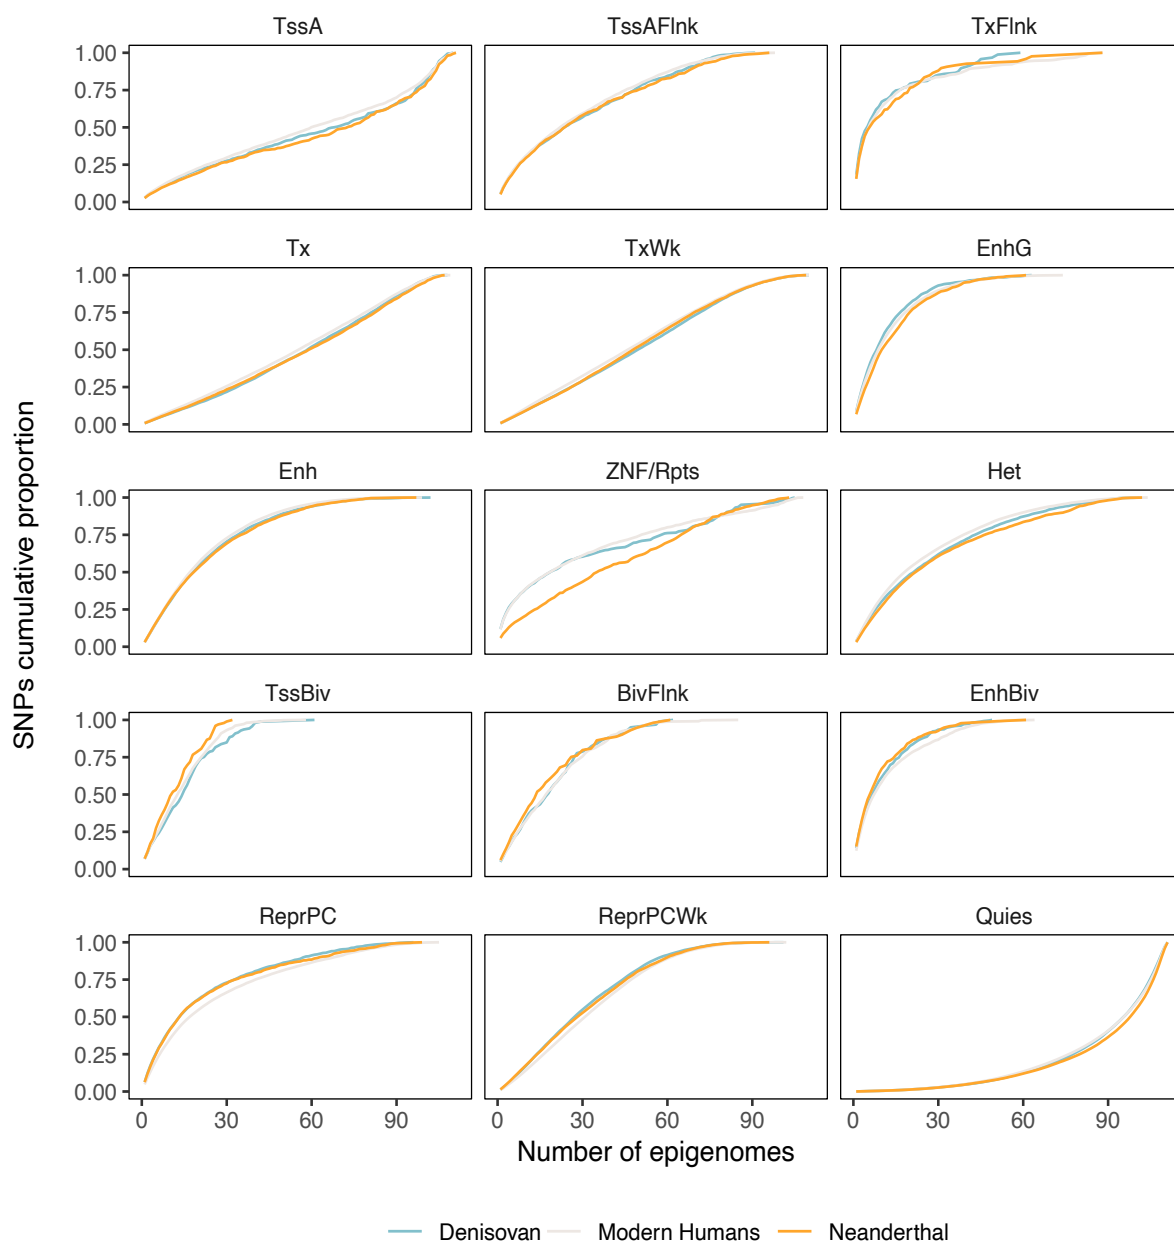 TssA TssAFlnk TxFlnk
1.00
0.75
0.50
0.25
0.00
Tx TxWk EnhG
1.00
0.75
0.50
0.25
0.00
Enh ZNF/Rpts Het
1.00
0.75
0.50
0.25
0.00
TssBiv BivFlnk EnhBiv
1.00
0.75
0.50
0.25
0.00
ReprPC ReprPCWk Quies
1.00
0.75
0.50
0.25
0.00
SNPs cumulative proportion
0 30 60 90 0 30 60 90 0 30 60 90
Number of epigenomes
Denisovan Modern Humans Neanderthal